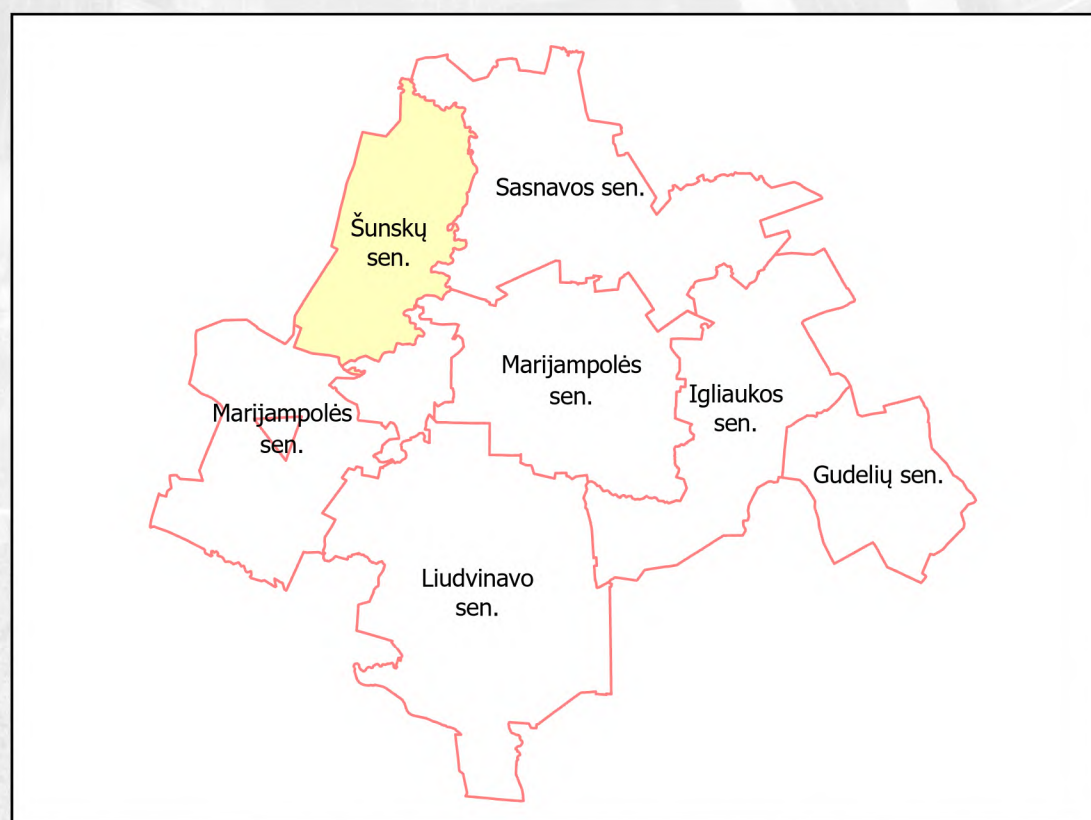 Sasnavos sen.
Šunskų
sen.
Marijampolės
sen.
Igliaukos
sen.
Marijampolės
sen.
Gudelių sen.
Liudvinavo
sen.